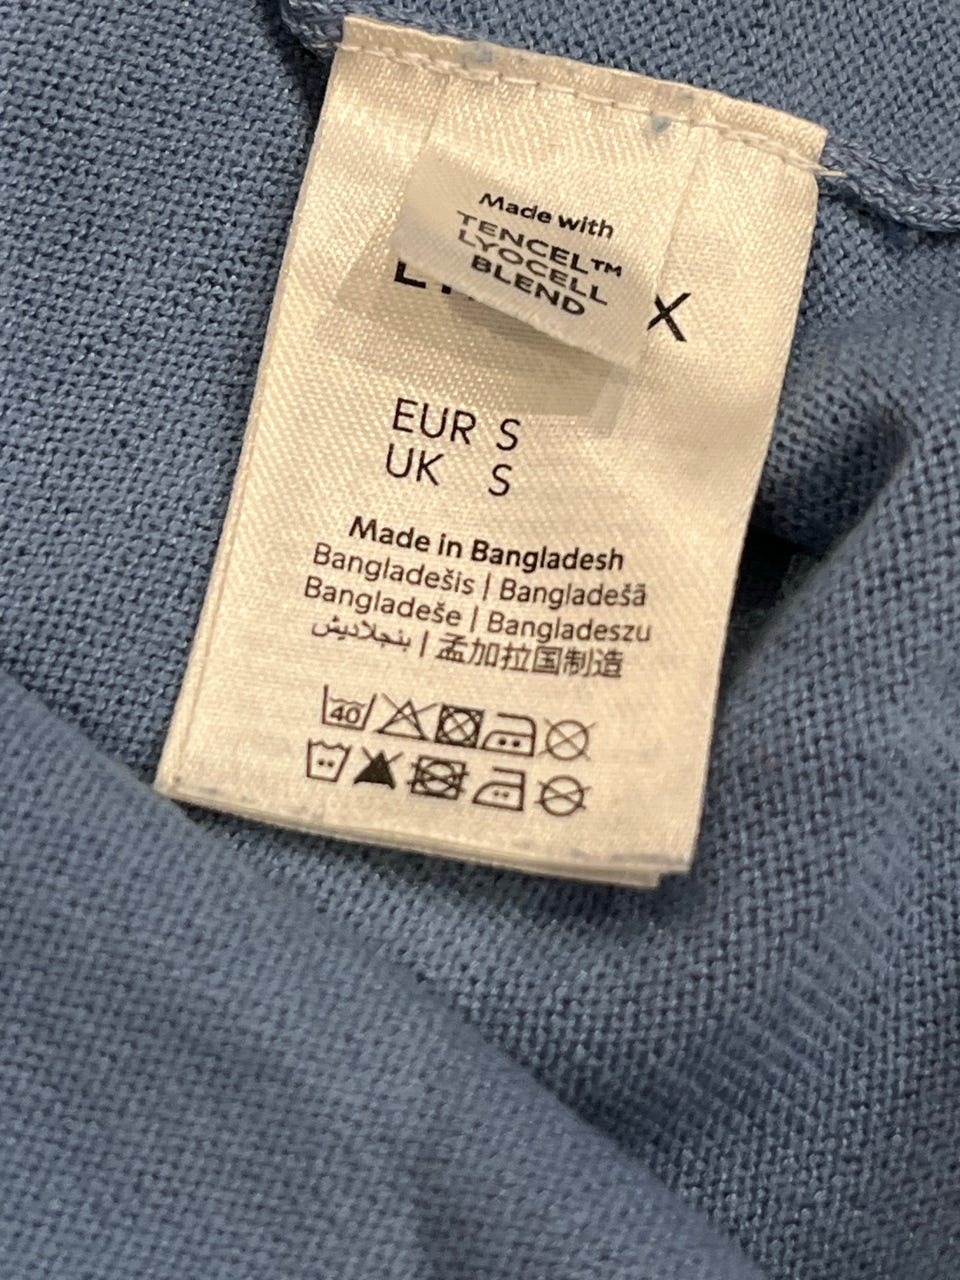 Made with
TENCEL™
LYOCELL
BLEND
EUR S
UK S
Made in Bangladesh
Bangladešis | Bangladešā
Bangladeše | Bangladeszu
بنجلاديش | 孟加拉国制造
40